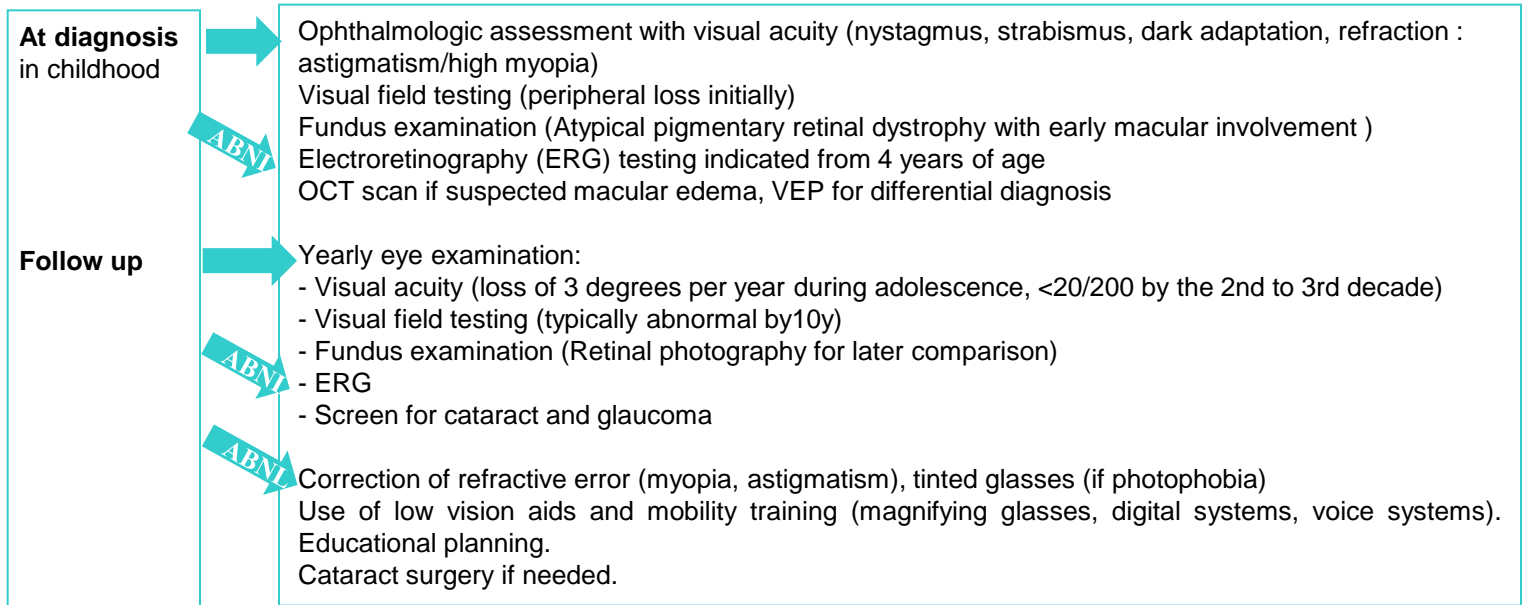 At diagnosis
in childhood
Ophthalmologic assessment with visual acuity (nystagmus, strabismus, dark adaptation, refraction :
astigmatism/high myopia)
Visual field testing (peripheral loss initially)
ABNL
Fundus examination (Atypical pigmentary retinal dystrophy with early macular involvement )
Electroretinography (ERG) testing indicated from 4 years of age
OCT scan if suspected macular edema, VEP for differential diagnosis
Follow up
Yearly eye examination:
- Visual acuity (loss of 3 degrees per year during adolescence, <20/200 by the 2nd to 3rd decade)
- Visual field testing (typically abnormal by10y)
- Fundus examination (Retinal photography for later comparison)
ABNL
- ERG
- Screen for cataract and glaucoma
ABNL
Correction of refractive error (myopia, astigmatism), tinted glasses (if photophobia)
Use of low vision aids and mobility training (magnifying glasses, digital systems, voice systems).
Educational planning.
Cataract surgery if needed.